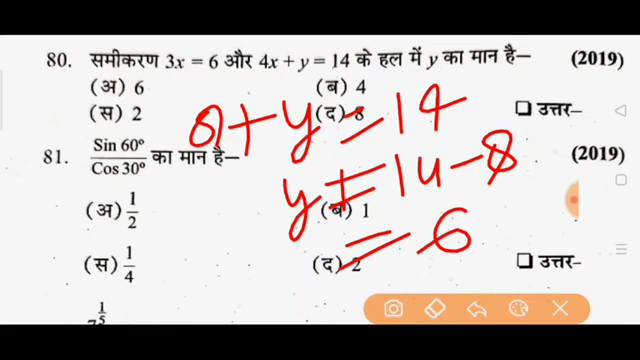 80. समीकरण 3x = 6 और 4x + y = 14 के हल में y का मान है– (2019)
(अ) 6 (ब) 4
(स) 2 (द) 8 ❑ उत्तर–
8 + y = 14
81. Sin 60° / Cos 30° का मान है– (2019)
y = 14 - 8
(अ) 1/2 (ब) 1
= 6
(स) 1/4 (द) 2 ❑ उत्तर–